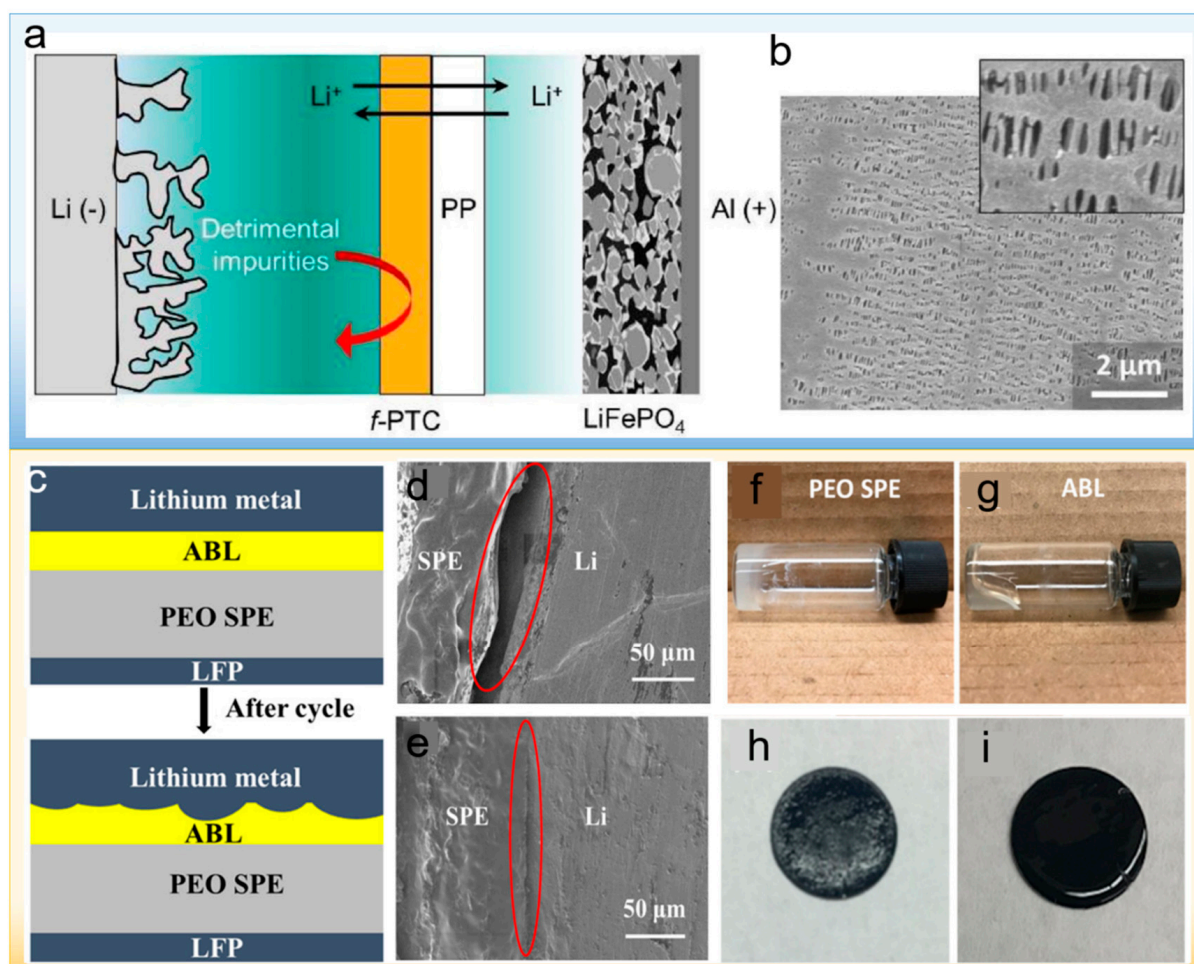 a
Li⁺
Li⁺
Li (-)
PP
Al (+)
Detrimental
impurities
f-PTC
LiFePO₄
b
2 μm
c
Lithium metal
ABL
PEO SPE
LFP
After cycle
Lithium metal
ABL
PEO SPE
LFP
d
SPE
Li
50 μm
e
SPE
Li
50 μm
f
PEO SPE
g
ABL
h
i